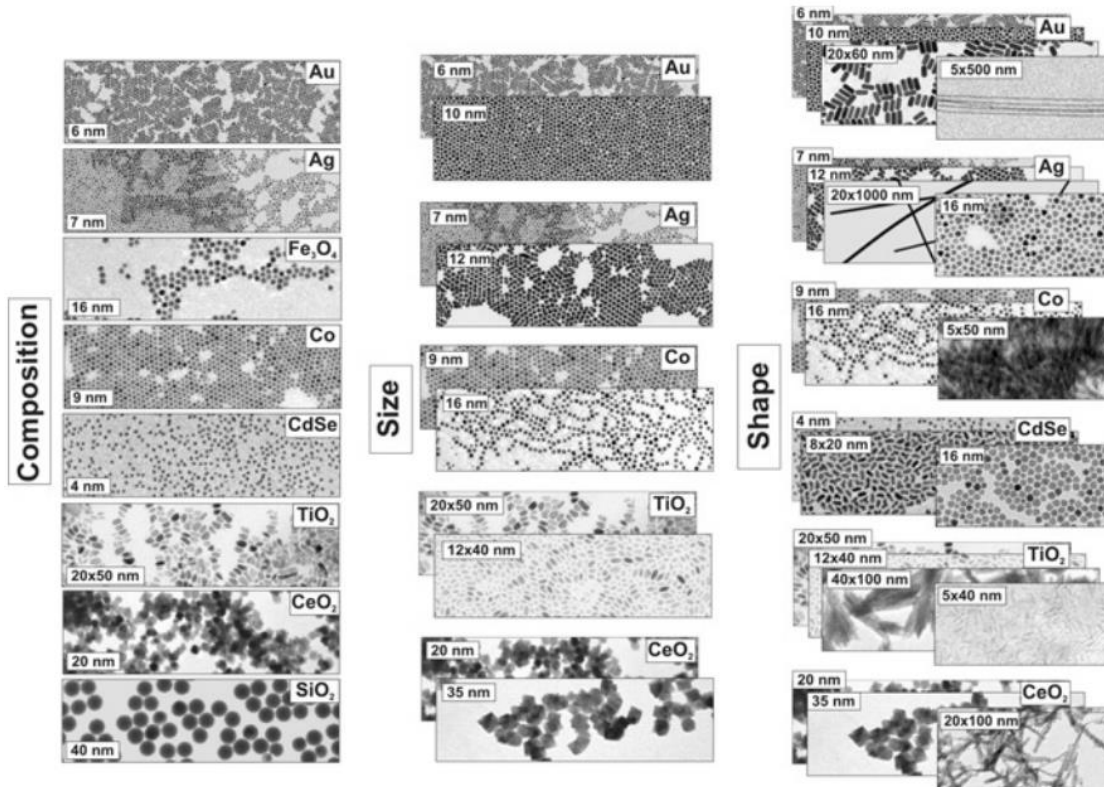 Composition
Au
6 nm
Ag
7 nm
Fe₃O₄
16 nm
Co
9 nm
CdSe
4 nm
TiO₂
20x50 nm
CeO₂
20 nm
SiO₂
40 nm
Size
6 nm
Au
10 nm
7 nm
Ag
12 nm
9 nm
Co
16 nm
20x50 nm
TiO₂
12x40 nm
20 nm
CeO₂
35 nm
Shape
6 nm
10 nm
Au
20x60 nm
5x500 nm
7 nm
Ag
12 nm
20x1000 nm
16 nm
9 nm
Co
16 nm
5x50 nm
4 nm
CdSe
8x20 nm
16 nm
20x50 nm
TiO₂
12x40 nm
40x100 nm
5x40 nm
20 nm
CeO₂
35 nm
20x100 nm